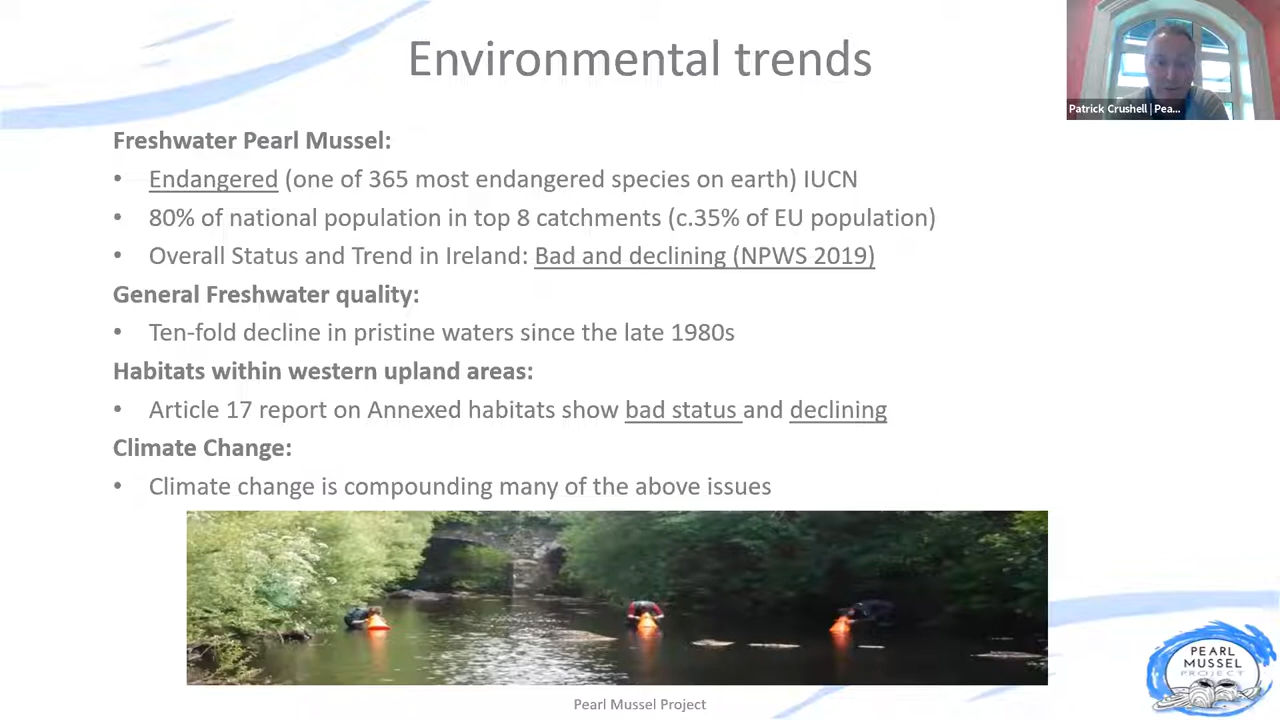 Environmental trends
Patrick Crushell | Pea...
Freshwater Pearl Mussel:
• Endangered (one of 365 most endangered species on earth) IUCN
• 80% of national population in top 8 catchments (c.35% of EU population)
• Overall Status and Trend in Ireland: Bad and declining (NPWS 2019)
General Freshwater quality:
• Ten-fold decline in pristine waters since the late 1980s
Habitats within western upland areas:
• Article 17 report on Annexed habitats show bad status and declining
Climate Change:
• Climate change is compounding many of the above issues
Pearl Mussel Project
PEARL
MUSSEL
PROJECT